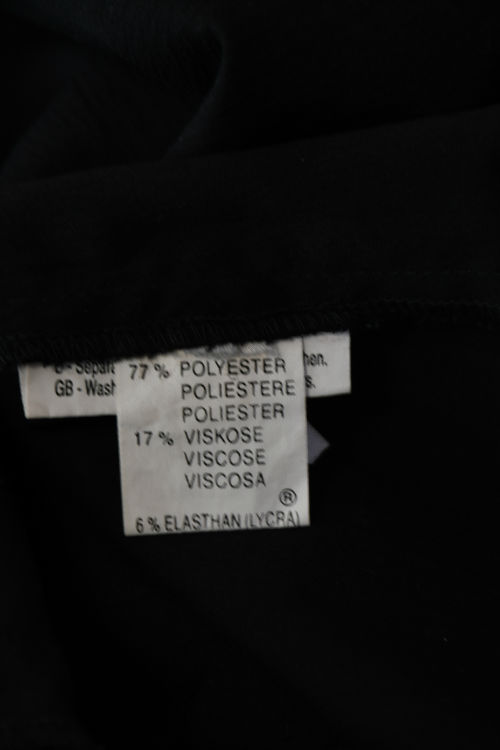 77 % POLYESTER
POLIESTERE
POLIESTER
17 % VISKOSE
VISCOSE
VISCOSA
®
6 % ELASTHAN (LYCRA)
GB - Wash